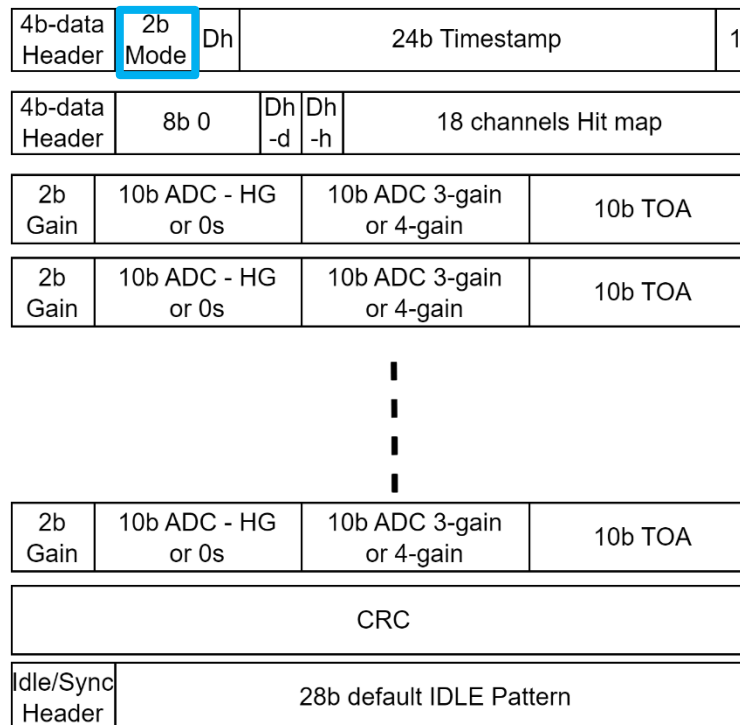 4b-data Header 2b Mode Dh 24b Timestamp 1
4b-data Header 8b 0 Dh -d Dh -h 18 channels Hit map
2b Gain 10b ADC - HG or 0s 10b ADC 3-gain or 4-gain 10b TOA
2b Gain 10b ADC - HG or 0s 10b ADC 3-gain or 4-gain 10b TOA
2b Gain 10b ADC - HG or 0s 10b ADC 3-gain or 4-gain 10b TOA
CRC
Idle/Sync Header 28b default IDLE Pattern